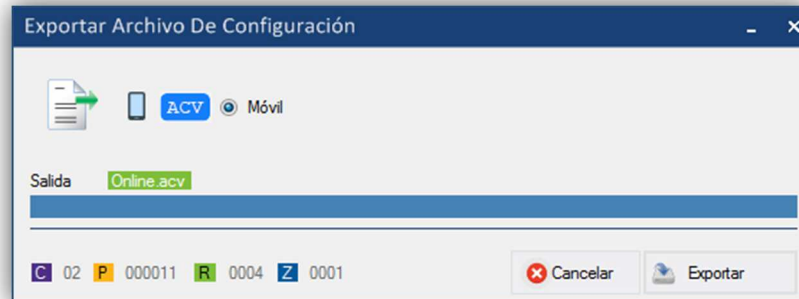 Exportar Archivo De Configuración
ACV Móvil
Salida Online.acv
C 02 P 000011 R 0004 Z 0001 Cancelar Exportar